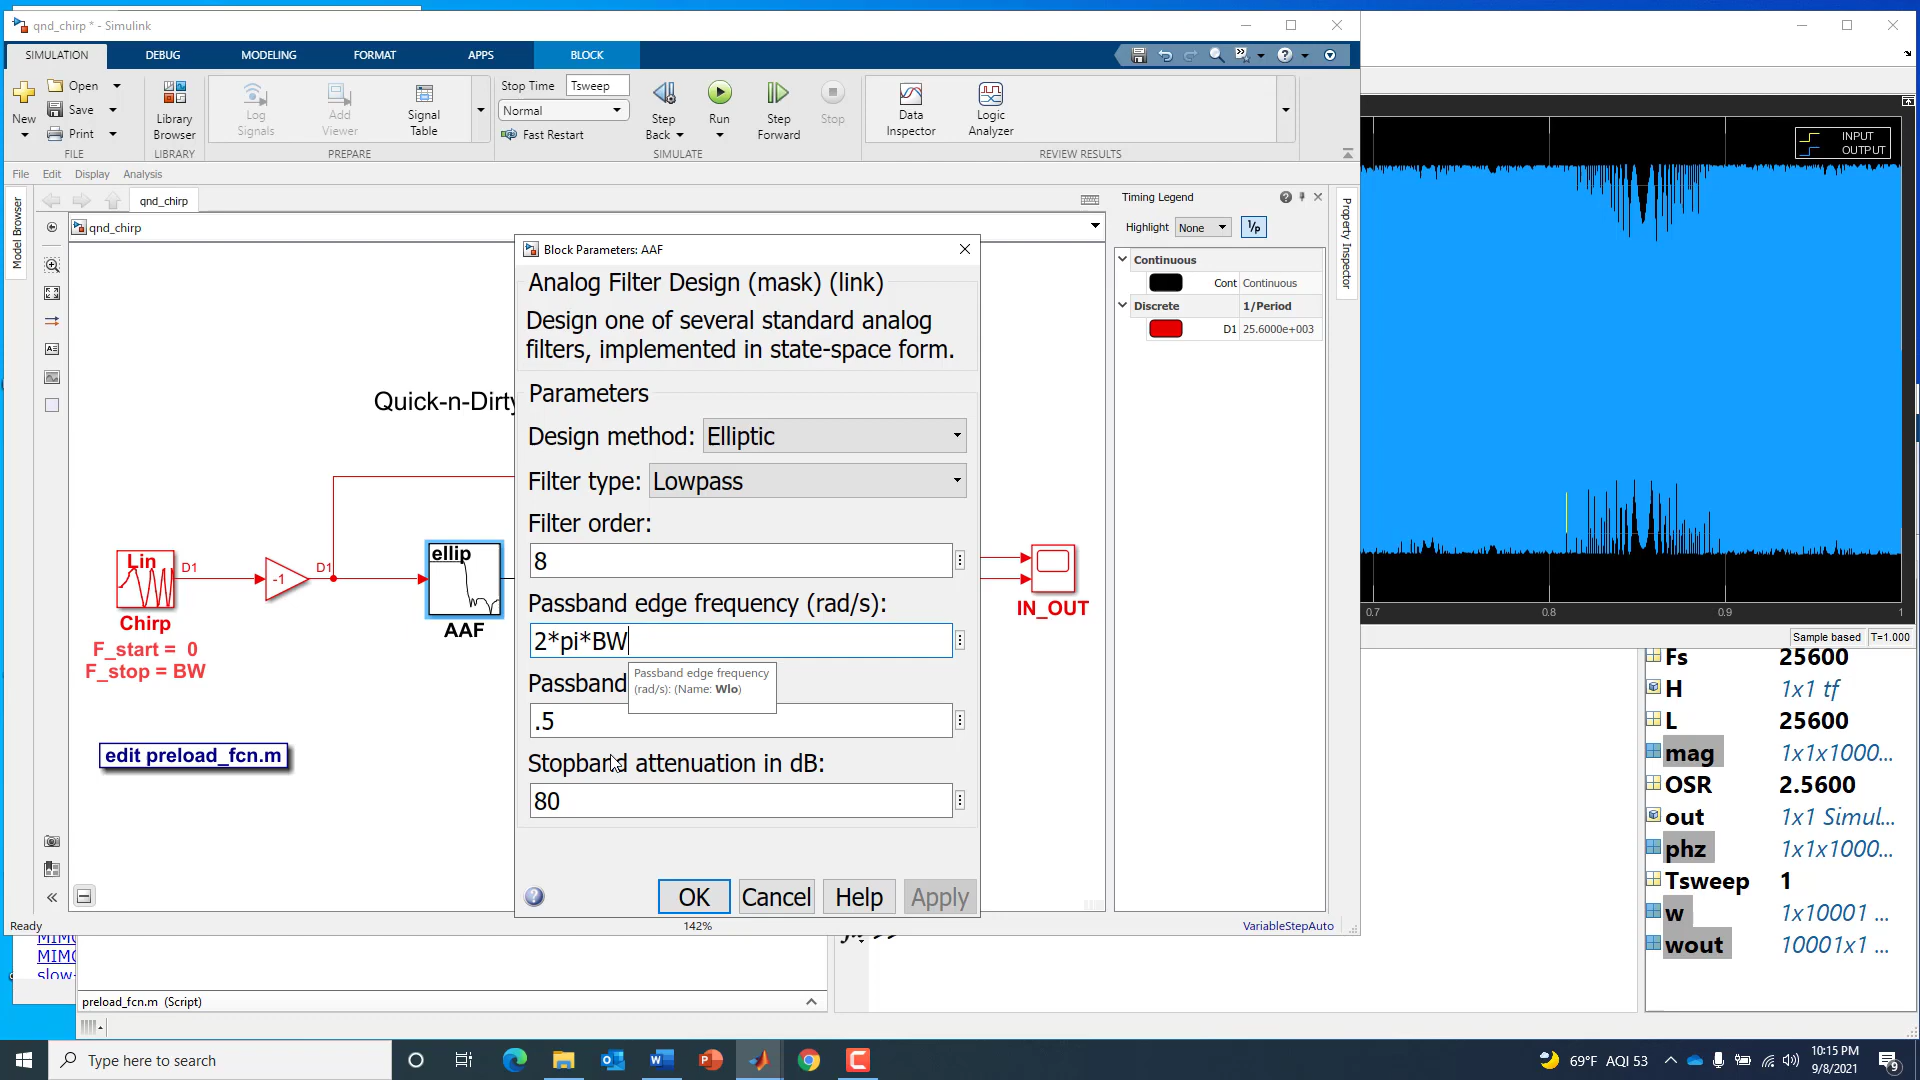 qnd_chirp * - Simulink
SIMULATION
DEBUG
MODELING
FORMAT
APPS
BLOCK
New
Open
Save
Print
FILE
Library
Browser
LIBRARY
Log
Signals
Add
Viewer
Signal
Table
PREPARE
Stop Time
Tsweep
Normal
Fast Restart
Step
Back
Run
Step
Forward
Stop
SIMULATE
Data
Inspector
Logic
Analyzer
REVIEW RESULTS
File
Edit
Display
Analysis
Model Browser
qnd_chirp
qnd_chirp
Quick-n-Dirty
Lin
D1
-1
D1
Chirp
F_start = 0
F_stop = BW
ellip
AAF
IN_OUT
edit preload_fcn.m
Block Parameters: AAF
Analog Filter Design (mask) (link)
Design one of several standard analog
filters, implemented in state-space form.
Parameters
Design method: Elliptic
Filter type: Lowpass
Filter order:
8
Passband edge frequency (rad/s):
2*pi*BW
Passband
Passband edge frequency
(rad/s): (Name: Wlo)
.5
Stopband attenuation in dB:
80
OK
Cancel
Help
Apply
Timing Legend
Highlight
None
1/P
Continuous
Cont
Continuous
Discrete
1/Period
D1
25.6000e+003
Property Inspector
INPUT
OUTPUT
0.7
0.8
0.9
1
Sample based
T=1.000
Fs 25600
H 1x1 tf
L 25600
mag 1x1x1000...
OSR 2.5600
out 1x1 Simul...
phz 1x1x1000...
Tsweep 1
w 1x10001 ...
wout 10001x1 ...
Ready
142%
VariableStepAuto
MIMO
slow-
preload_fcn.m (Script)
Type here to search
69°F AQI 53
10:15 PM
9/8/2021
9